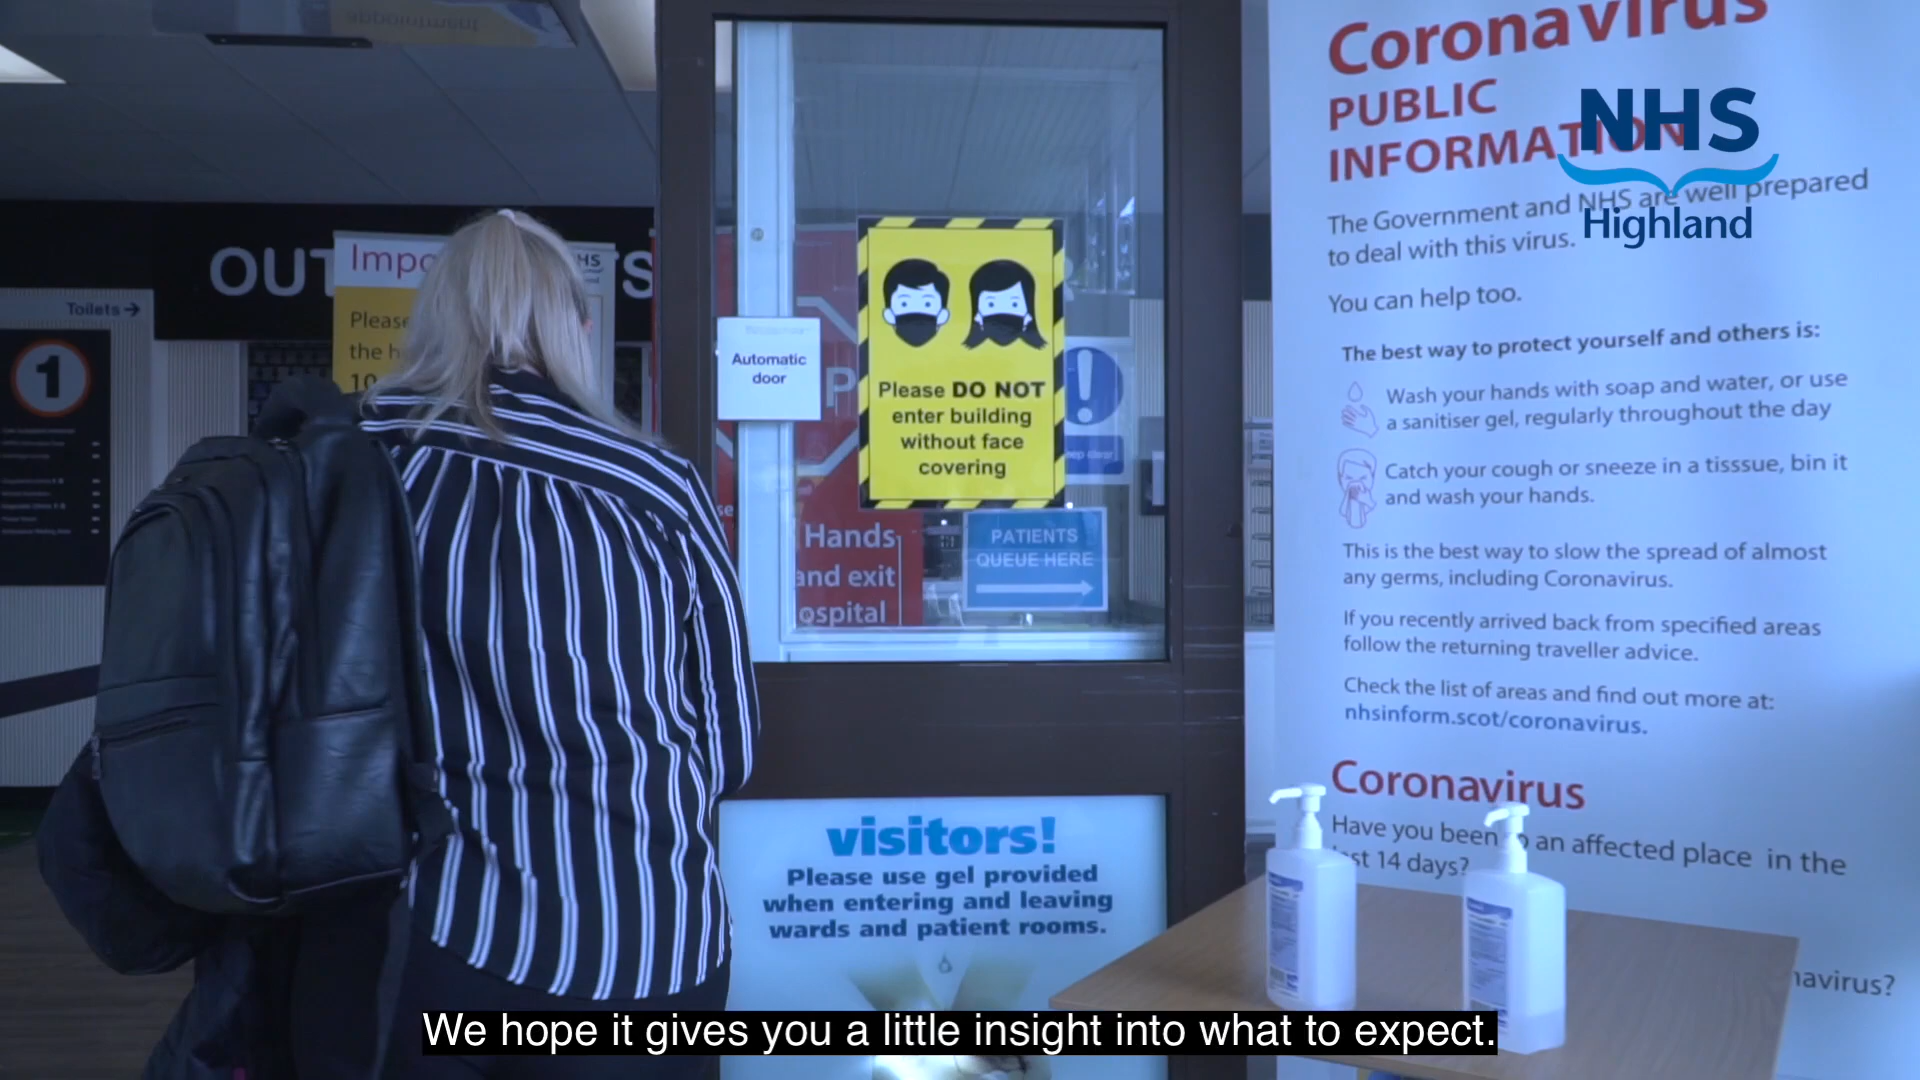 OUT
TS
Toilets →
1
Impo
Please
the h
10
NHS
Automatic
door
Please DO NOT
enter building
without face
covering
Hands
and exit
ospital
PATIENTS
QUEUE HERE
visitors!
Please use gel provided
when entering and leaving
wards and patient rooms.
Coronavirus
PUBLIC
INFORMATION
The Government and NHS are well prepared
to deal with this virus.
You can help too.
The best way to protect yourself and others is:
Wash your hands with soap and water, or use
a sanitiser gel, regularly throughout the day
Catch your cough or sneeze in a tisssue, bin it
and wash your hands.
This is the best way to slow the spread of almost
any germs, including Coronavirus.
If you recently arrived back from specified areas
follow the returning traveller advice.
Check the list of areas and find out more at:
nhsinform.scot/coronavirus.
Coronavirus
Have you been to an affected place in the
last 14 days?
navirus?
NHS
Highland
We hope it gives you a little insight into what to expect.